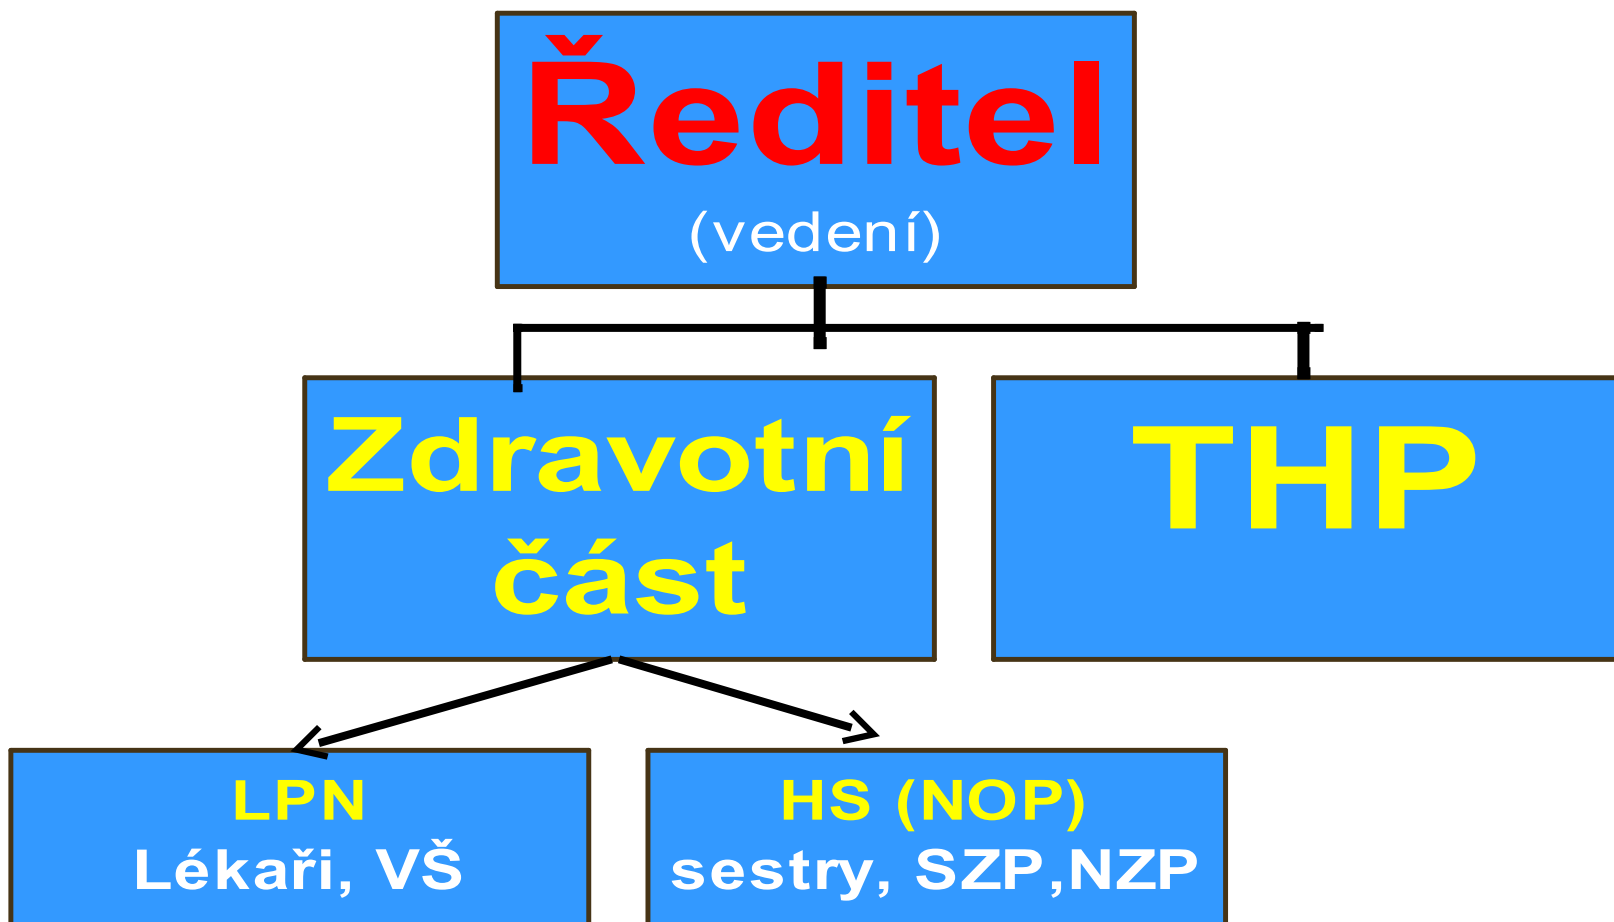 Ředitel
(vedení)
Zdravotní
část
THP
LPN
Lékaři, VŠ
HS (NOP)
sestry, SZP,NZP